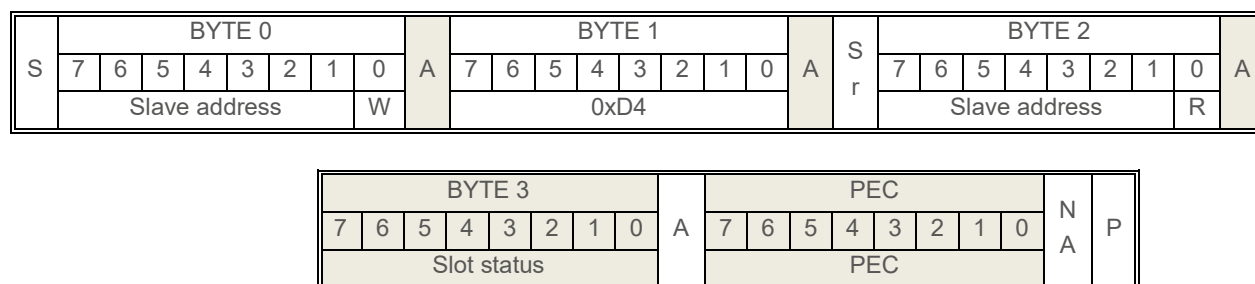 BYTE 0 BYTE 1 BYTE 2
S 7 6 5 4 3 2 1 0 A 7 6 5 4 3 2 1 0 A Sr 7 6 5 4 3 2 1 0 A
Slave address W 0xD4 Slave address R
BYTE 3 PEC
7 6 5 4 3 2 1 0 A 7 6 5 4 3 2 1 0 NA P
Slot status PEC